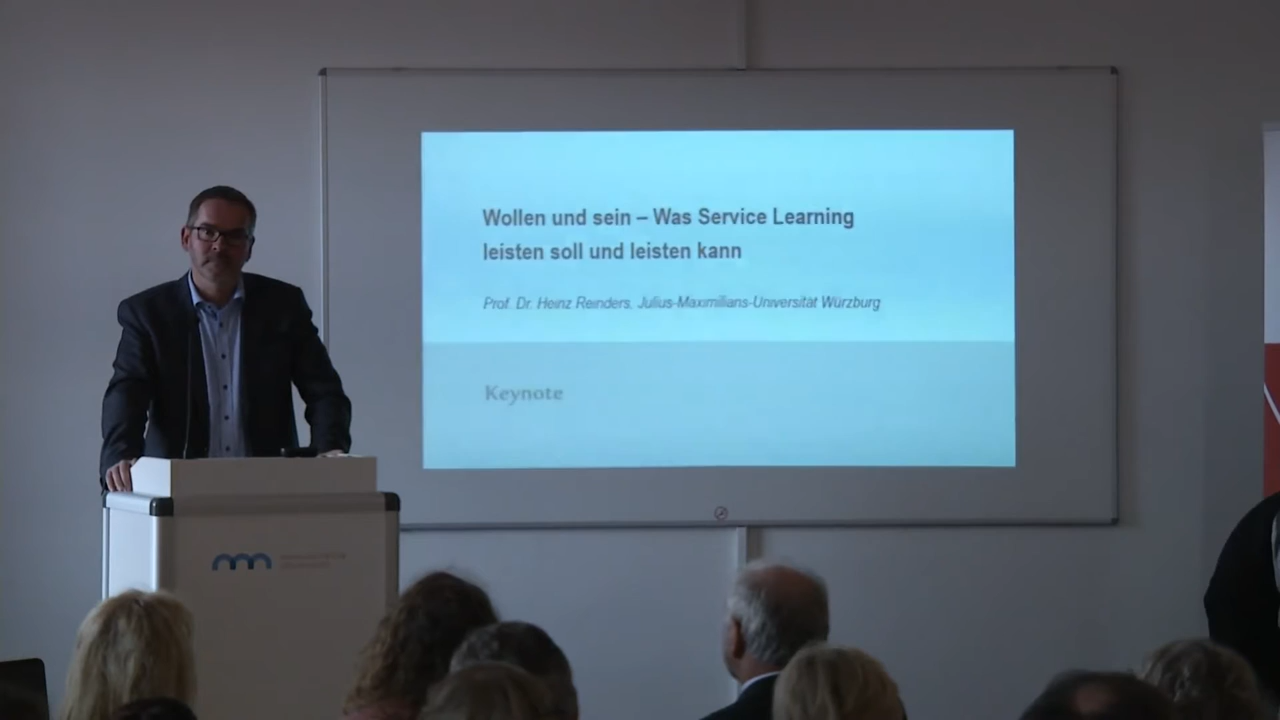 Wollen und sein – Was Service Learning
leisten soll und leisten kann
Prof. Dr. Heinz Reinders, Julius-Maximilians-Universität Würzburg
Keynote